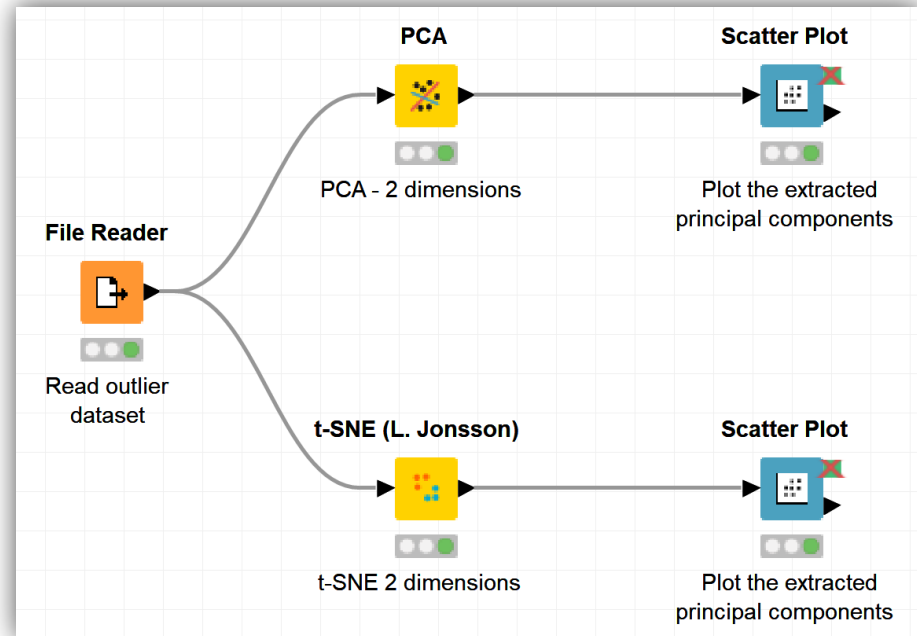 PCA
Scatter Plot
PCA - 2 dimensions
Plot the extracted
principal components
File Reader
Read outlier
dataset
t-SNE (L. Jonsson)
Scatter Plot
t-SNE 2 dimensions
Plot the extracted
principal components